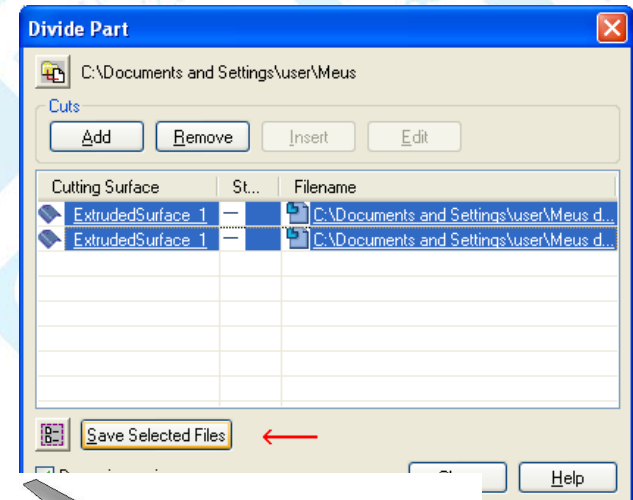 Divide Part
C:\Documents and Settings\user\Meus
Cuts
Add Remove Insert Edit
Cutting Surface St... Filename
ExtrudedSurface_1 — C:\Documents and Settings\user\Meus d...
ExtrudedSurface_1 — C:\Documents and Settings\user\Meus d...
Save Selected Files
Help